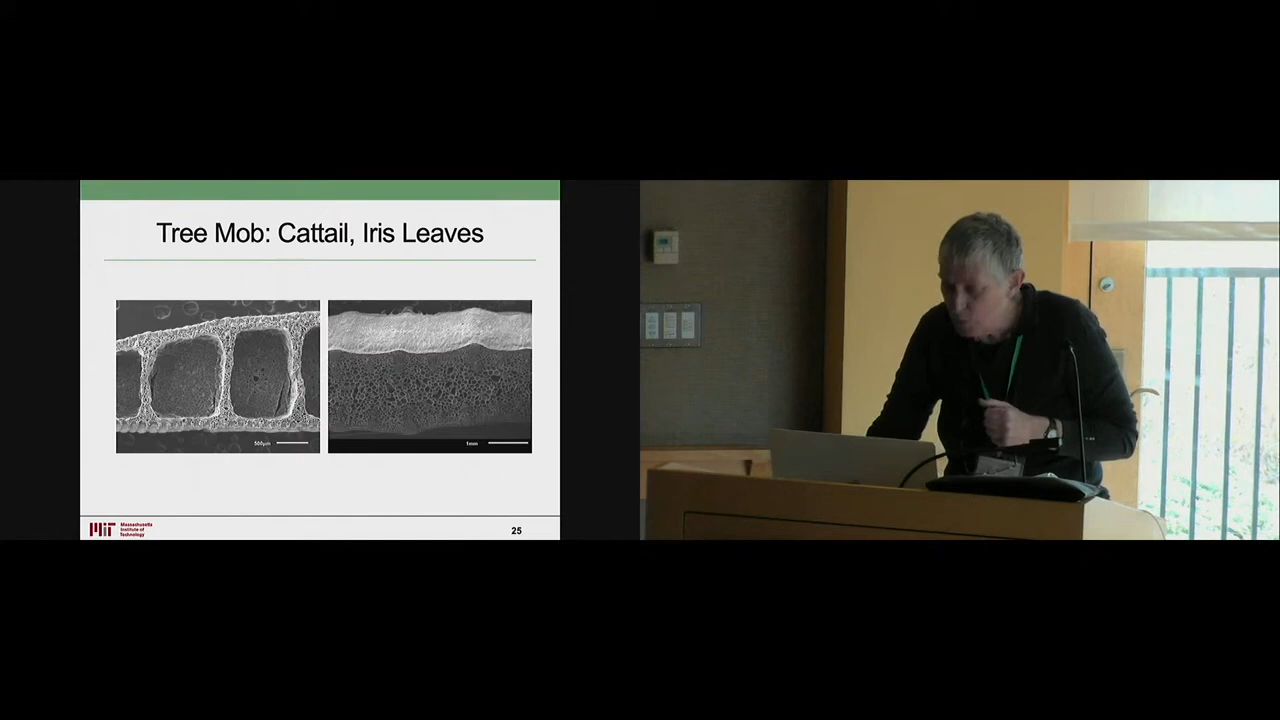 Tree Mob: Cattail, Iris Leaves
500µm
1mm
Massachusetts
Institute of
Technology
25